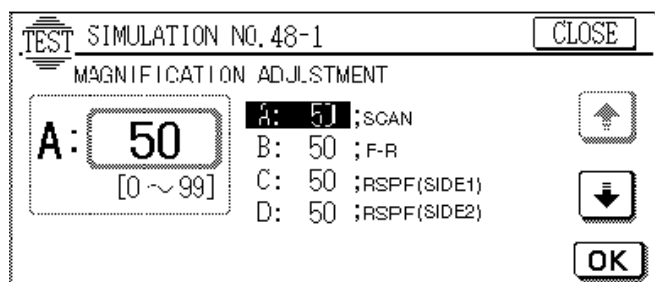 TEST SIMULATION NO.48-1 CLOSE
MAGNIFICATION ADJUSTMENT
A: 50
[0～99]
A: 50 ;SCAN
B: 50 ;F-R
C: 50 ;RSPF(SIDE1)
D: 50 ;RSPF(SIDE2)
OK